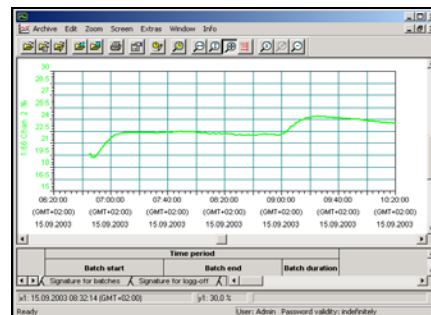 Archive Edit Zoom Screen Extras Window Info
1:66 Chan. 2 %
30
28.5
27
25.5
24
22.5
21
19.5
18
16.5
15
06:20:00 07:00:00 07:40:00 08:20:00 09:00:00 09:40:00 10:20:00
(GMT+02:00) (GMT+02:00) (GMT+02:00) (GMT+02:00) (GMT+02:00) (GMT+02:00) (GMT+02:00)
15.09.2003 15.09.2003 15.09.2003 15.09.2003 15.09.2003 15.09.2003 15.09.2003
Time period
Batch start Batch end Batch duration
Signature for batches Signature for logg-off
x1: 15.09.2003 08:32:14 (GMT+02:00) y1: 30,0 %
Ready User: Admin Password validity: indefinitely